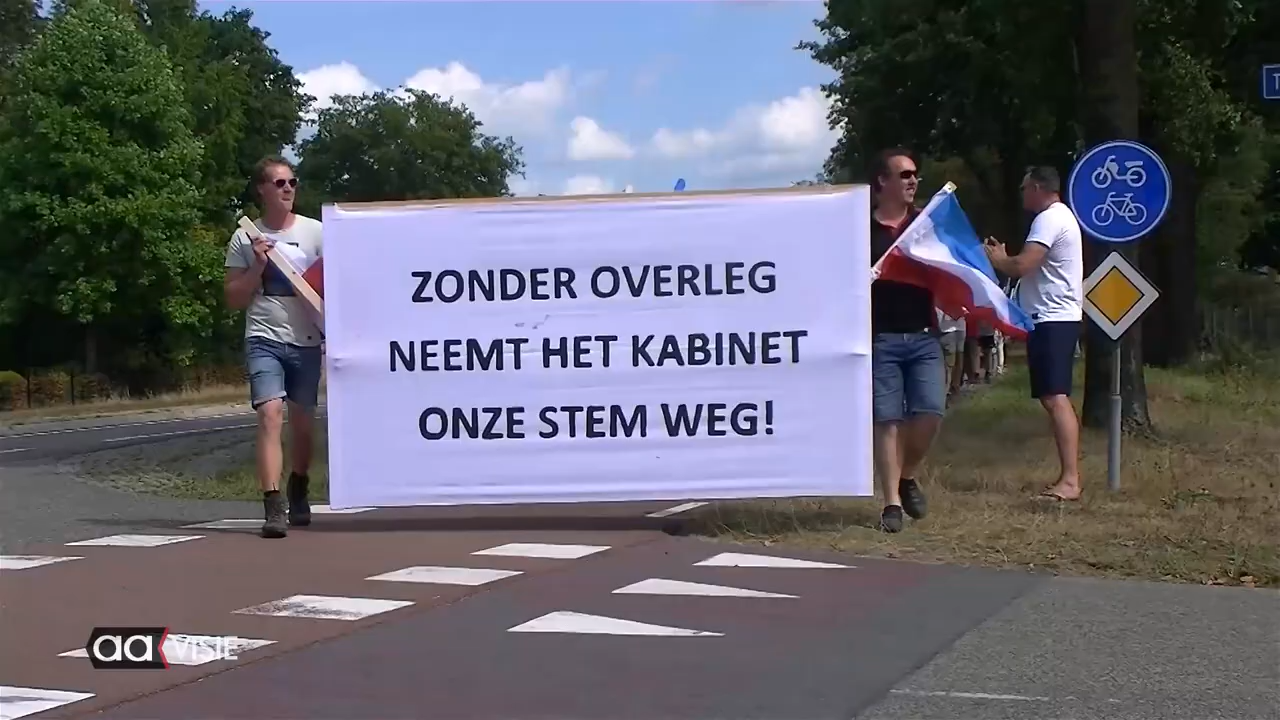 ZONDER OVERLEG
NEEMT HET KABINET
ONZE STEM WEG!
aa VISIE